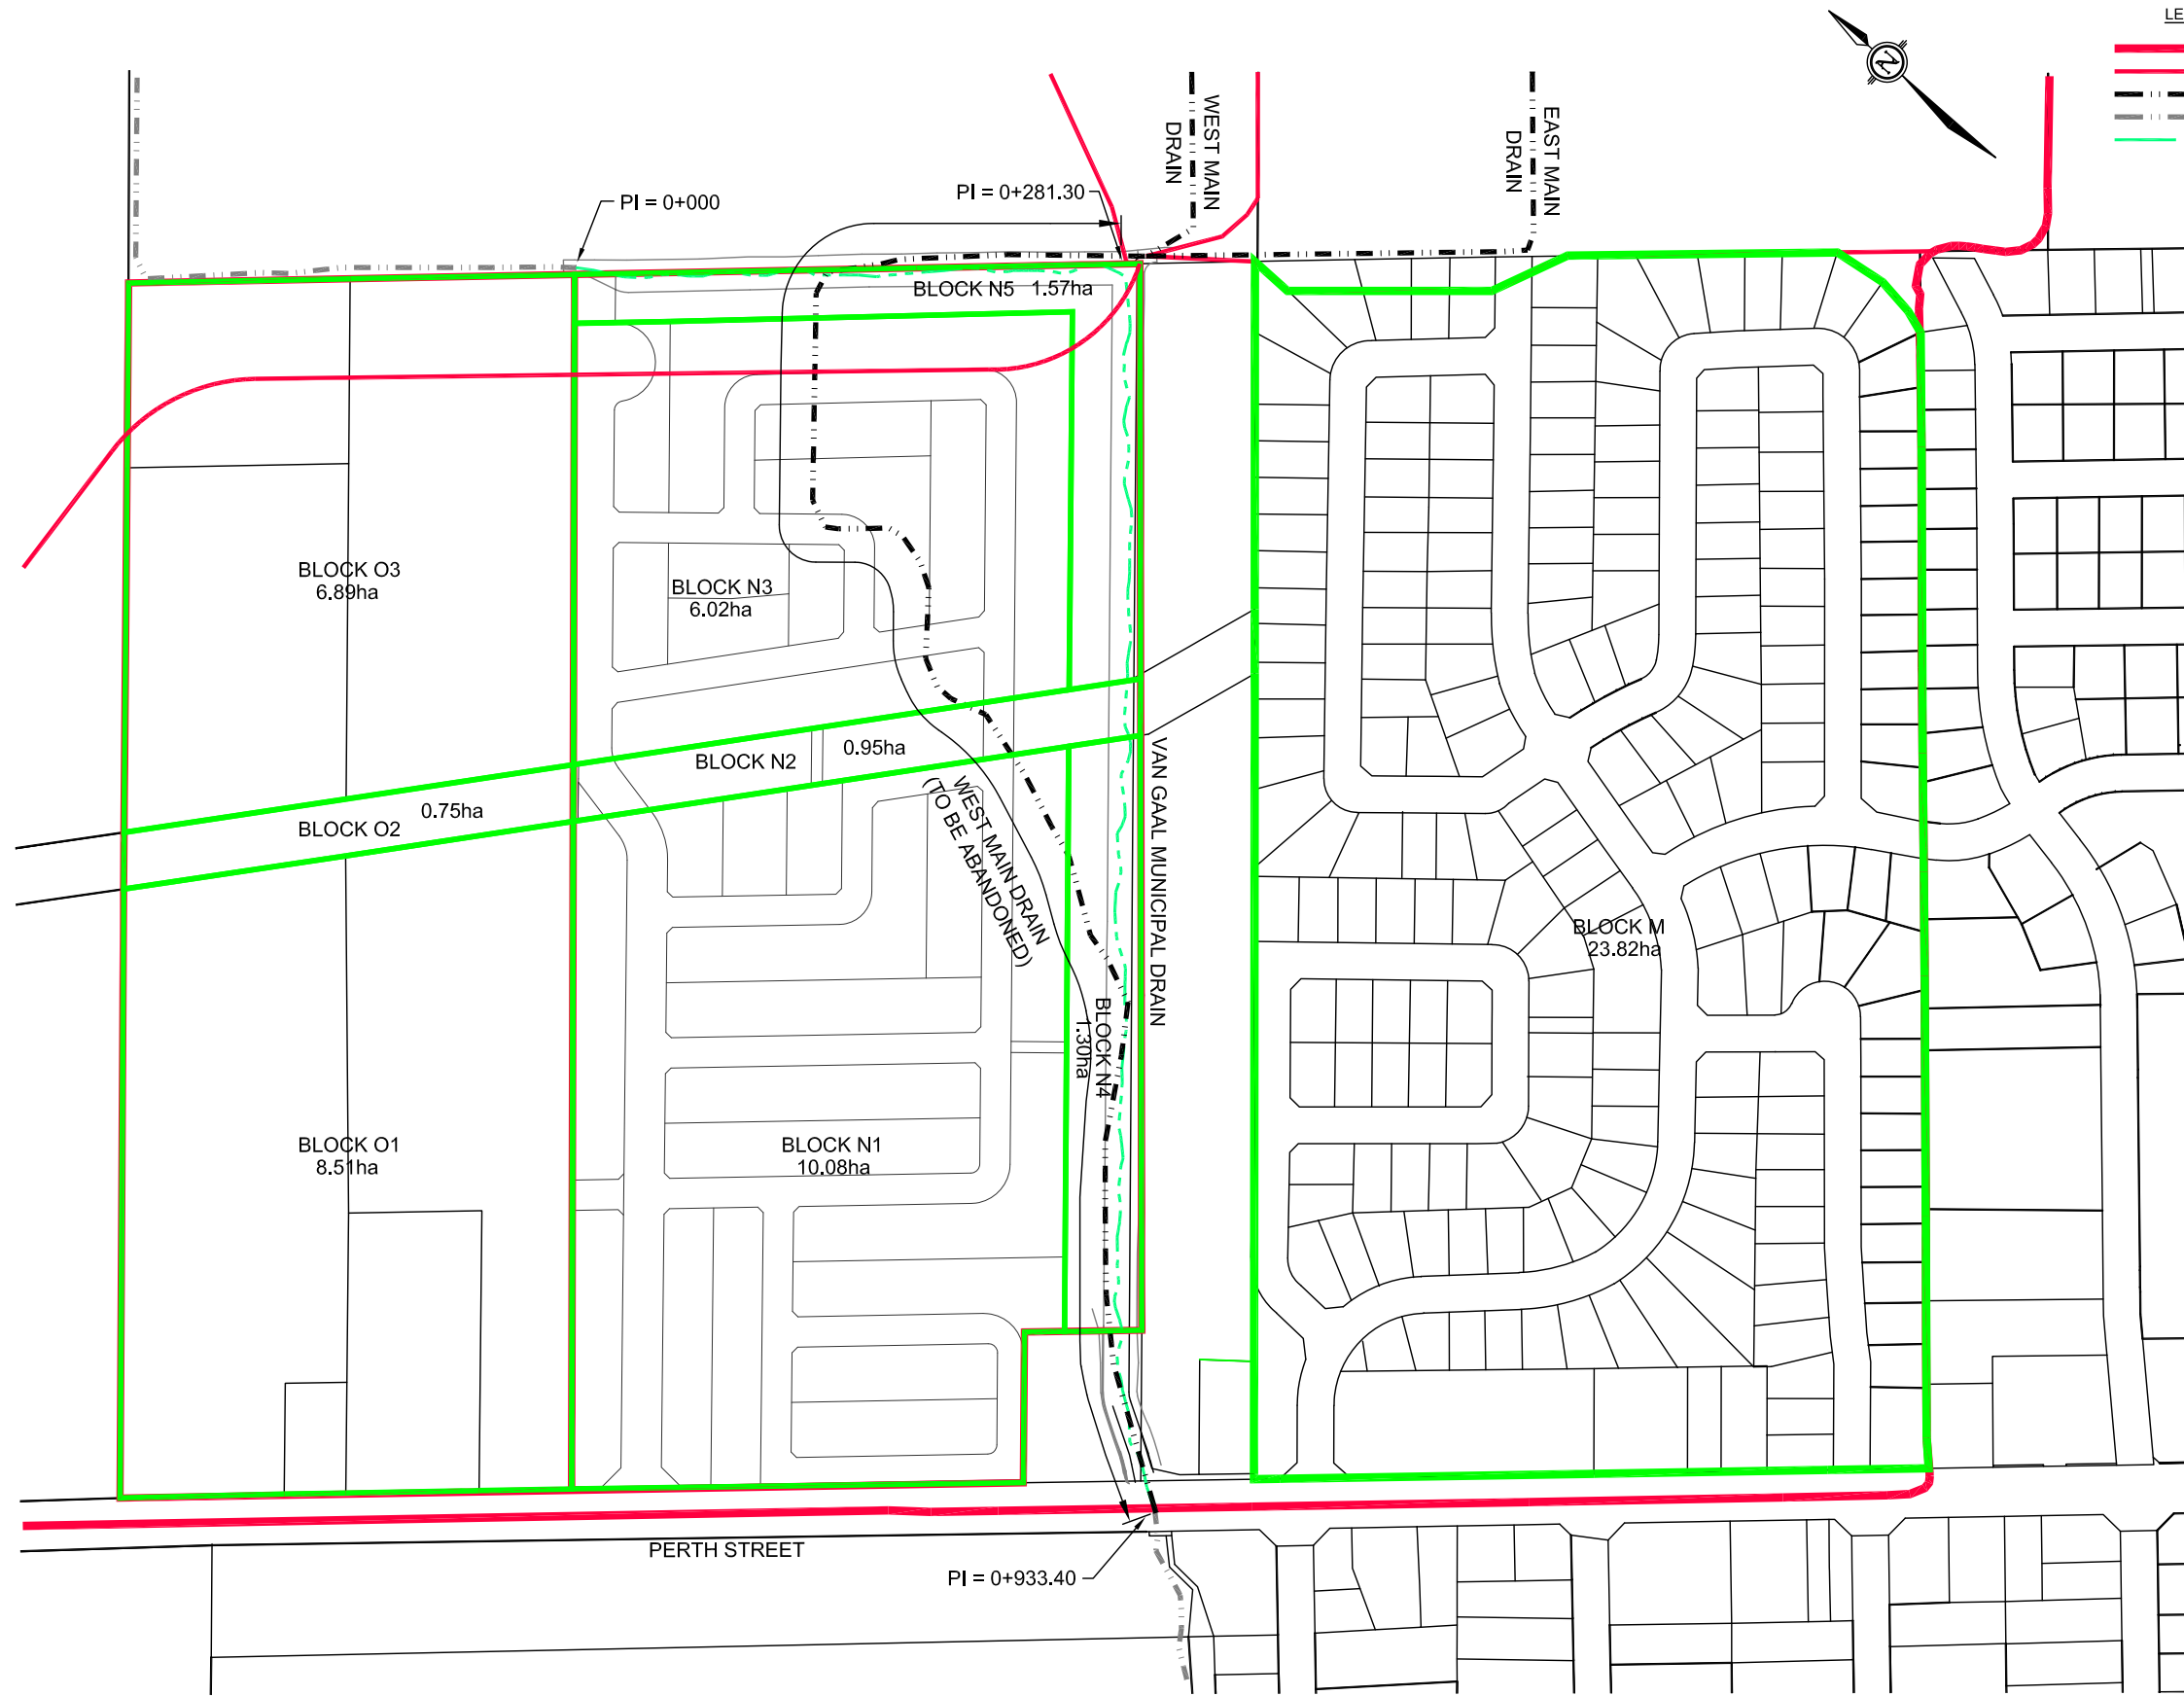 LE
N
WEST MAIN
DRAIN
EAST MAIN
DRAIN
PI = 0+000
PI = 0+281.30
BLOCK N5 1.57ha
BLOCK O3
6.89ha
BLOCK N3
6.02ha
BLOCK N2
0.95ha
0.75ha
BLOCK O2
WEST MAIN DRAIN
(TO BE ABANDONED)
VAN GAAL MUNICIPAL DRAIN
BLOCK M
23.82ha
BLOCK N4
1.30ha
BLOCK O1
8.51ha
BLOCK N1
10.08ha
PERTH STREET
PI = 0+933.40